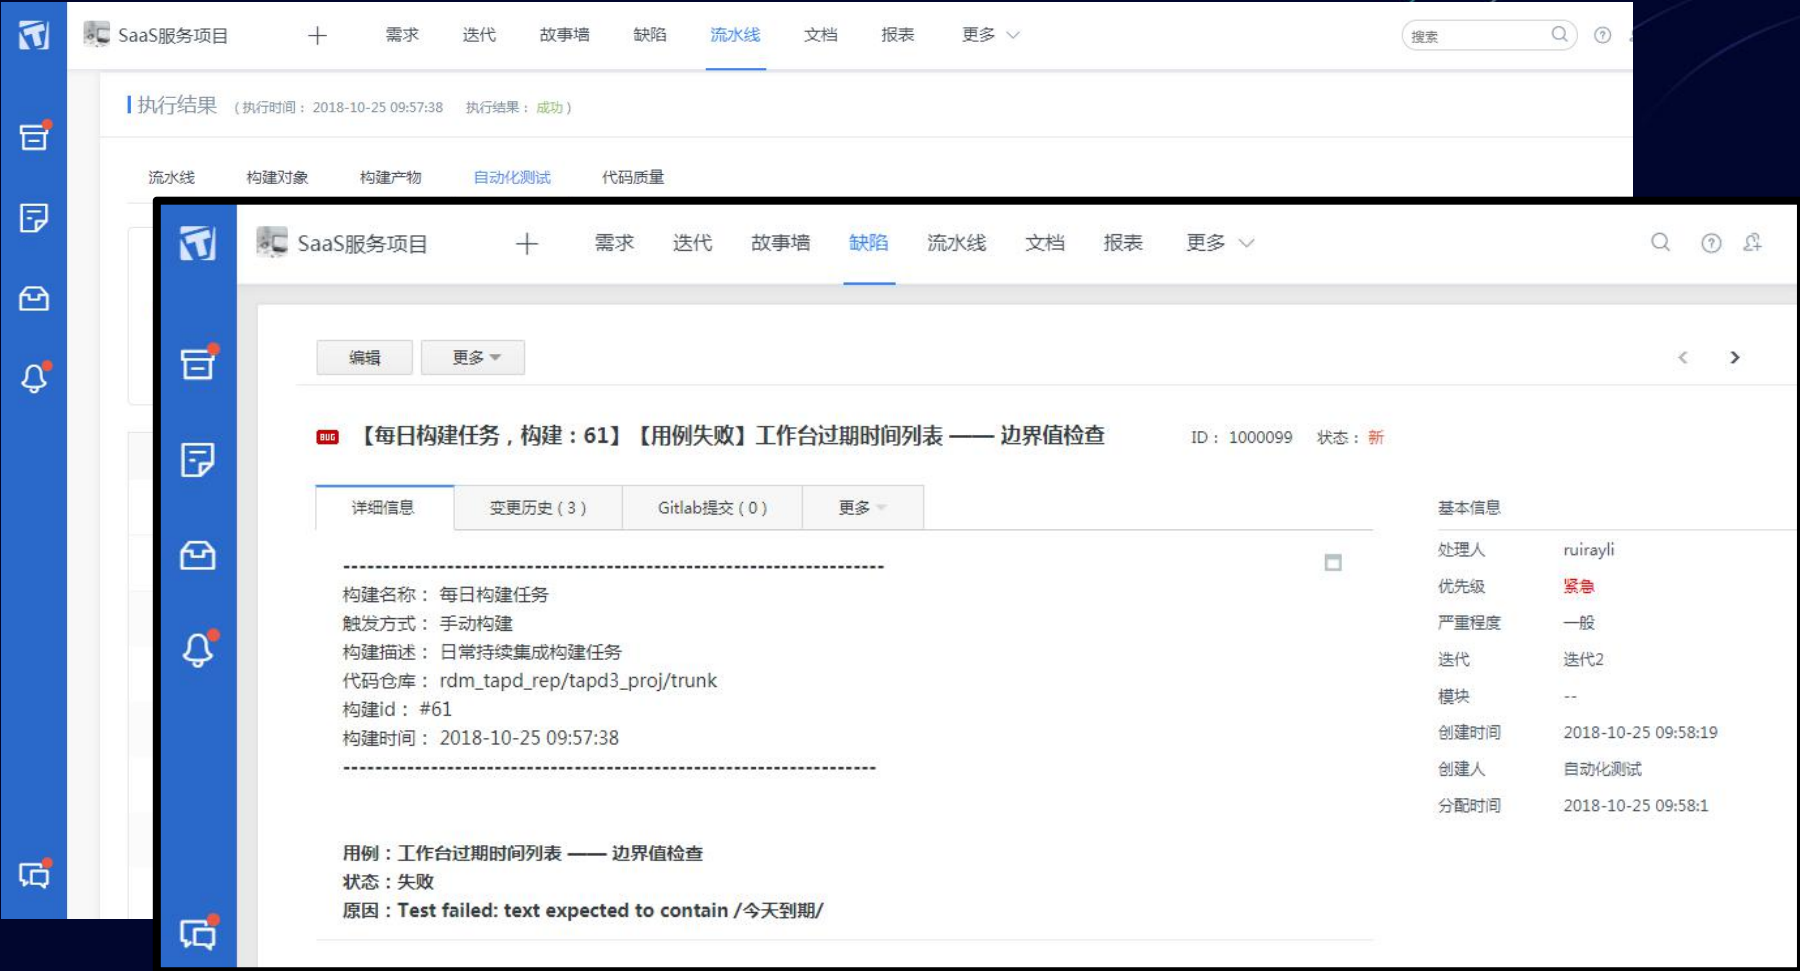 SaaS服务项目
需求 迭代 故事墙 缺陷 流水线 文档 报表 更多
搜索
执行结果 (执行时间： 2018-10-25 09:57:38 执行结果： 成功)
流水线 构建对象 构建产物 自动化测试 代码质量
SaaS服务项目
需求 迭代 故事墙 缺陷 流水线 文档 报表 更多
编辑 更多
BUG 【每日构建任务，构建：61】【用例失败】工作台过期时间列表 —— 边界值检查 ID： 1000099 状态： 新
详细信息 变更历史 ( 3 ) Gitlab提交 ( 0 ) 更多
基本信息
处理人 ruirayli
优先级 紧急
严重程度 一般
迭代 迭代2
模块 --
创建时间 2018-10-25 09:58:19
创建人 自动化测试
分配时间 2018-10-25 09:58:1
--------------------------------------------------------------------
构建名称： 每日构建任务
触发方式： 手动构建
构建描述： 日常持续集成构建任务
代码仓库： rdm_tapd_rep/tapd3_proj/trunk
构建id： #61
构建时间： 2018-10-25 09:57:38
-------------------------------------------------------------------
用例：工作台过期时间列表 —— 边界值检查
状态：失败
原因：Test failed: text expected to contain /今天到期/